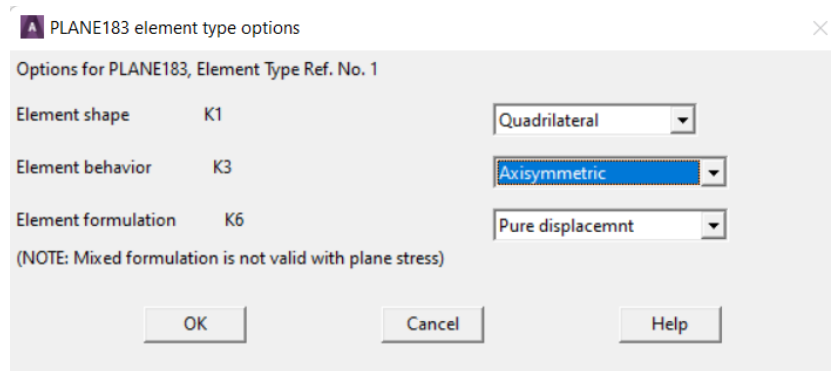 PLANE183 element type options
Options for PLANE183, Element Type Ref. No. 1
Element shape K1 Quadrilateral
Element behavior K3 Axisymmetric
Element formulation K6 Pure displacemnt
(NOTE: Mixed formulation is not valid with plane stress)
OK Cancel Help